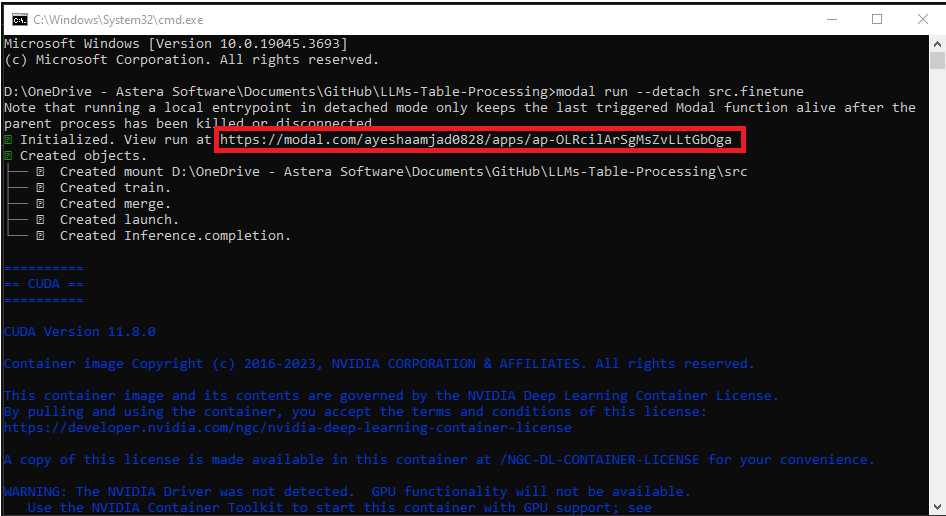 C:\Windows\System32\cmd.exe
Microsoft Windows [Version 10.0.19045.3693]
(c) Microsoft Corporation. All rights reserved.
D:\OneDrive - Astera Software\Documents\GitHub\LLMs-Table-Processing>modal run --detach src.finetune
Note that running a local entrypoint in detached mode only keeps the last triggered Modal function alive after the
parent process has been killed or disconnected
Initialized. View run at https://modal.com/ayeshaamjad0828/apps/ap-OLRcilArSgMsZvLLtGbOga
Created objects.
Created mount D:\OneDrive - Astera Software\Documents\GitHub\LLMs-Table-Processing\src
Created train.
Created merge.
Created launch.
Created Inference.completion.
==========
== CUDA ==
==========
CUDA Version 11.8.0
Container image Copyright (c) 2016-2023, NVIDIA CORPORATION & AFFILIATES. All rights reserved.
This container image and its contents are governed by the NVIDIA Deep Learning Container License.
By pulling and using the container, you accept the terms and conditions of this license:
https://developer.nvidia.com/ngc/nvidia-deep-learning-container-license
A copy of this license is made available in this container at /NGC-DL-CONTAINER-LICENSE for your convenience.
WARNING: The NVIDIA Driver was not detected.  GPU functionality will not be available.
Use the NVIDIA Container Toolkit to start this container with GPU support; see